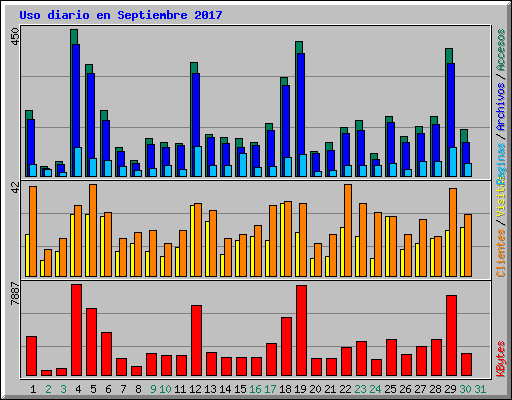 Uso diario en Septiembre 2017
450
42
7887
Clientes / Visitas
Páginas / Archivos / Accesos
KBytes
1 2 3 4 5 6 7 8 9 10 11 12 13 14 15 16 17 18 19 20 21 22 23 24 25 26 27 28 29 30 31